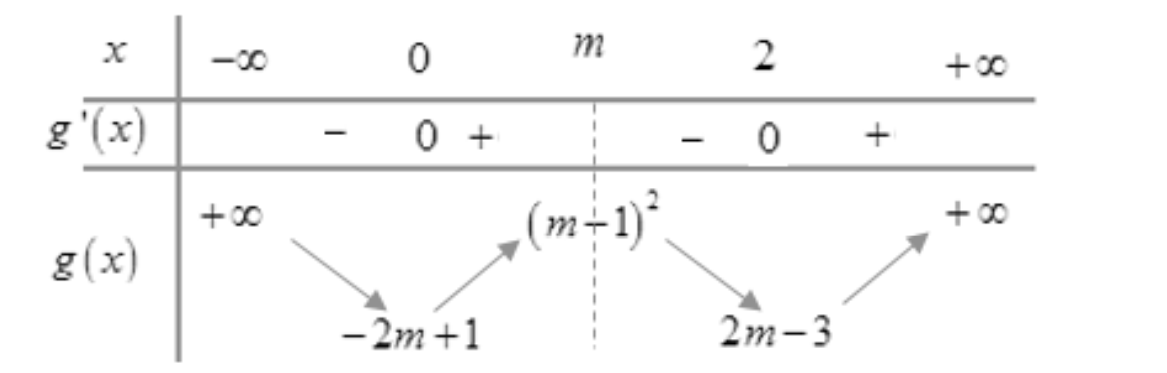 x −∞ 0 m 2 +∞
g'(x) − 0 + − 0 +
g(x) +∞ (m−1)² +∞
−2m+1 2m−3